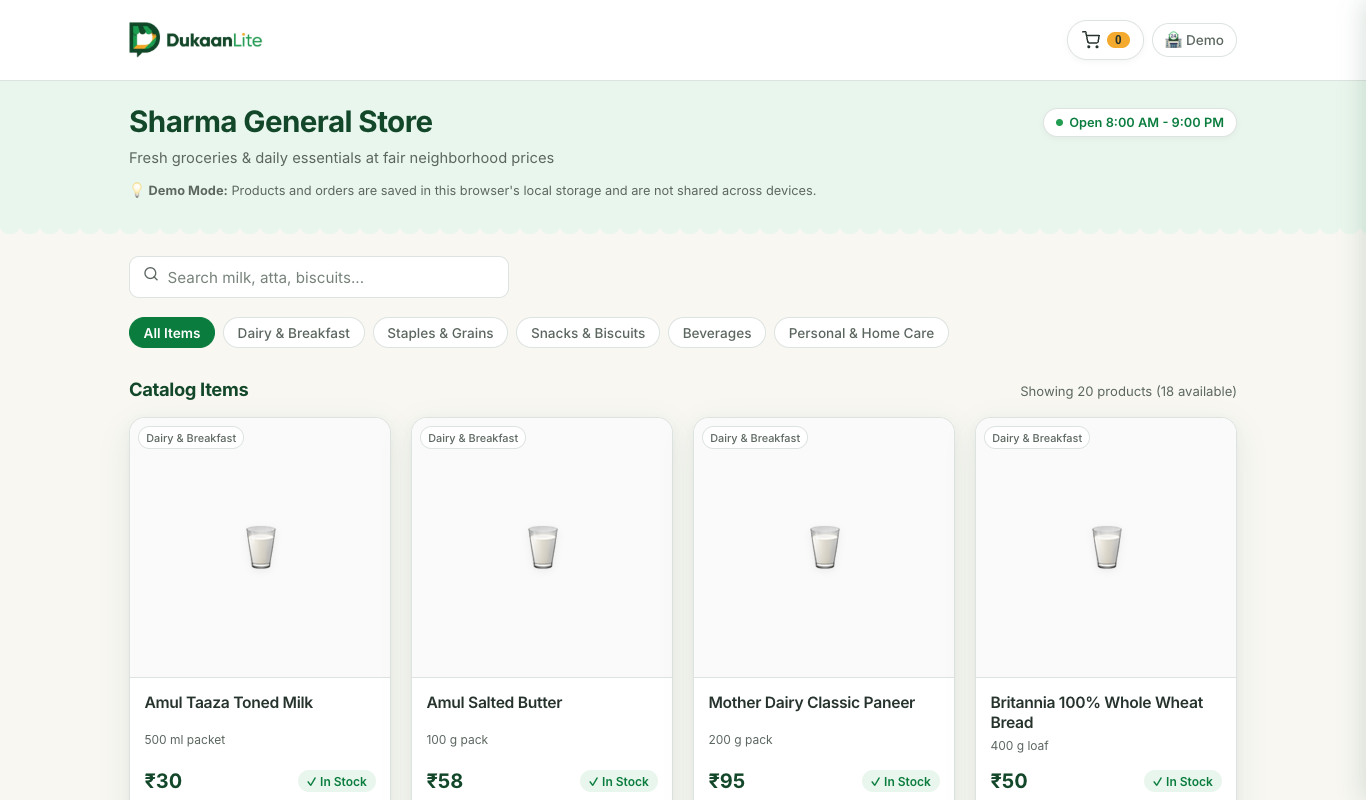 DukaanLite
0
Demo
Sharma General Store
Open 8:00 AM - 9:00 PM
Fresh groceries & daily essentials at fair neighborhood prices
Demo Mode: Products and orders are saved in this browser's local storage and are not shared across devices.
Search milk, atta, biscuits...
All Items
Dairy & Breakfast
Staples & Grains
Snacks & Biscuits
Beverages
Personal & Home Care
Catalog Items
Showing 20 products (18 available)
Dairy & Breakfast
Amul Taaza Toned Milk
500 ml packet
₹30
✓ In Stock
Dairy & Breakfast
Amul Salted Butter
100 g pack
₹58
✓ In Stock
Dairy & Breakfast
Mother Dairy Classic Paneer
200 g pack
₹95
✓ In Stock
Dairy & Breakfast
Britannia 100% Whole Wheat
Bread
400 g loaf
₹50
✓ In Stock